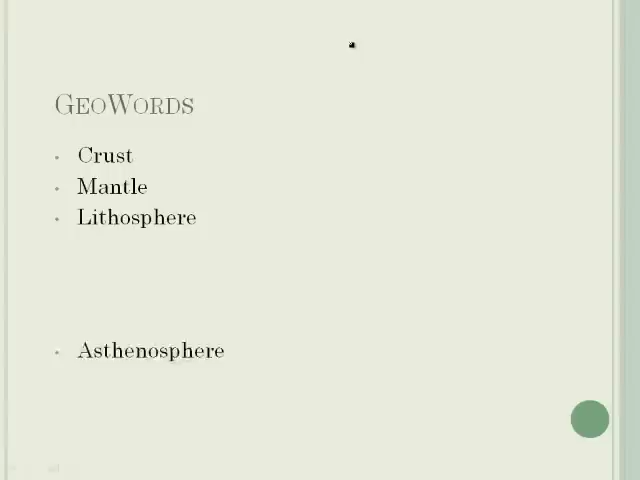 GeoWords
Crust
Mantle
Lithosphere
Asthenosphere